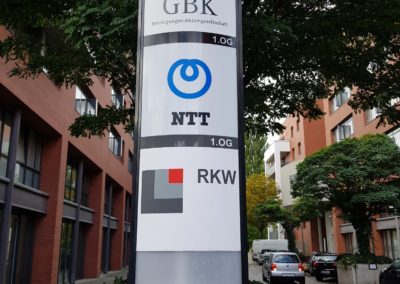 GBK
Beteiligungen Aktiengesellschaft
1.OG
NTT
1.OG
RKW